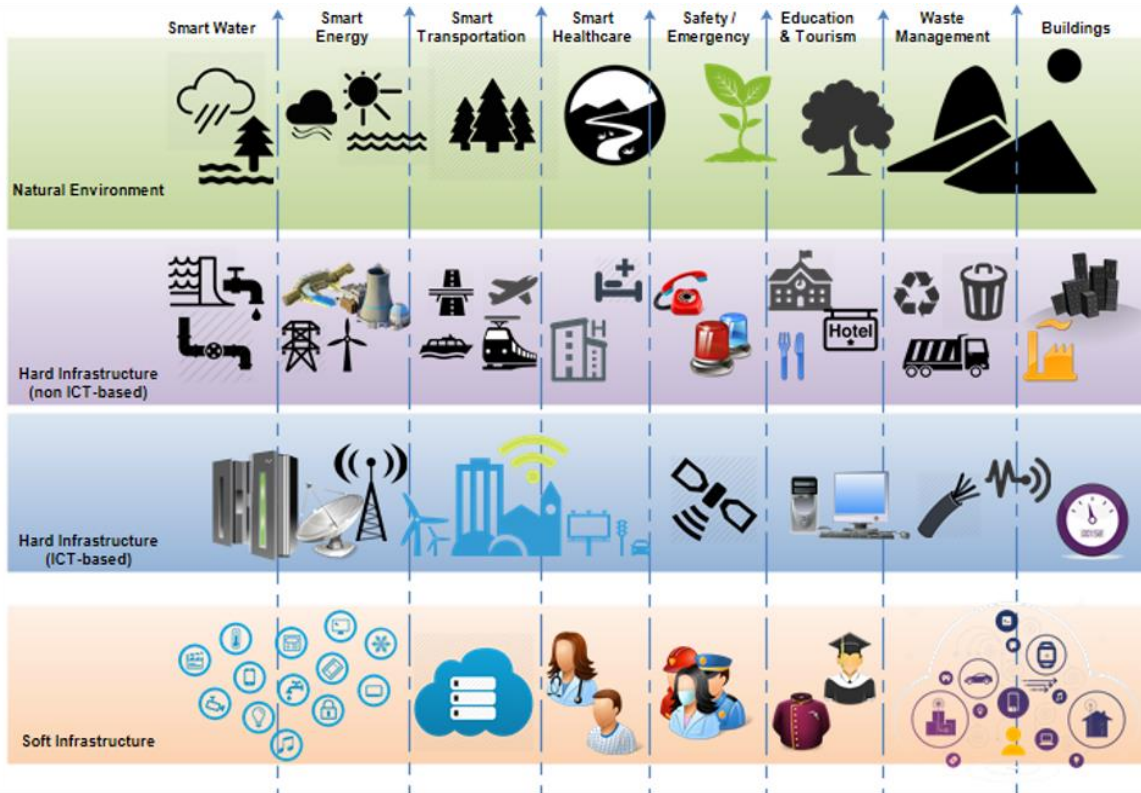 Smart Water
Smart
Energy
Smart
Transportation
Smart
Healthcare
Safety /
Emergency
Education
& Tourism
Waste
Management
Buildings
Natural Environment
Hard Infrastructure
(non ICT-based)
H
Hotel
Hard Infrastructure
(ICT-based)
Soft Infrastructure